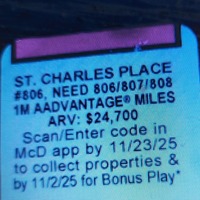 ST. CHARLES PLACE
#806, NEED 806/807/808
1M AADVANTAGE® MILES
ARV: $24,700
Scan/Enter code in
McD app by 11/23/25
to collect properties &
by 11/2/25 for Bonus Play*